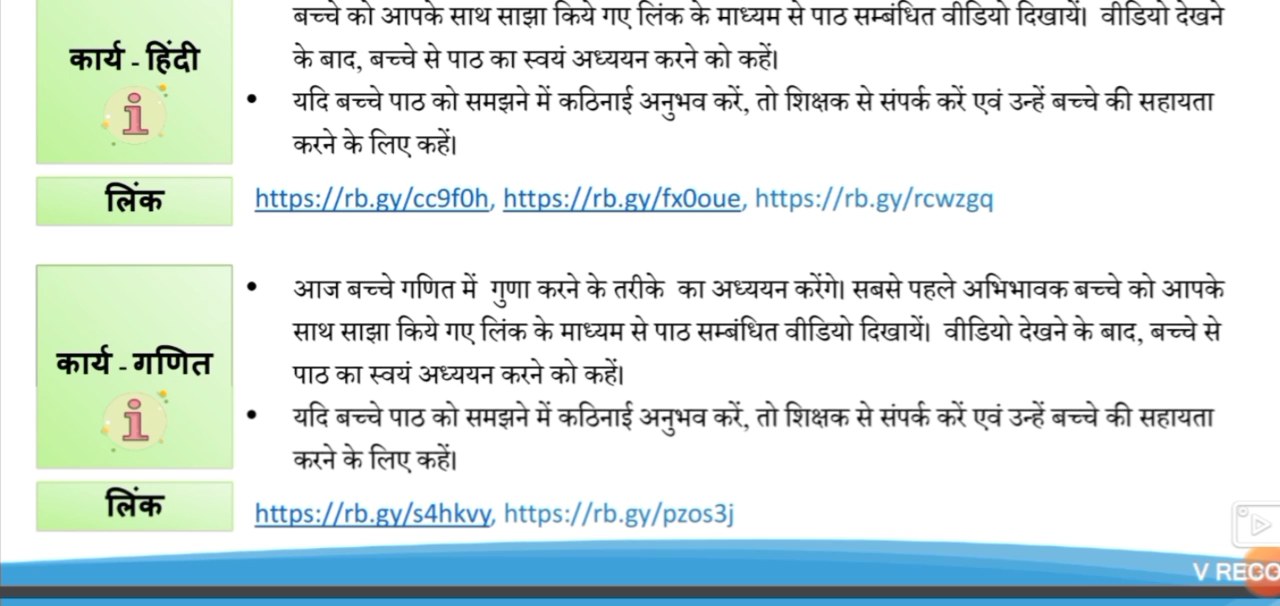 बच्चे को आपके साथ साझा किये गए लिंक के माध्यम से पाठ सम्बंधित वीडियो दिखायें। वीडियो देखने
कार्य - हिंदी
के बाद, बच्चे से पाठ का स्वयं अध्ययन करने को कहें।
• यदि बच्चे पाठ को समझने में कठिनाई अनुभव करें, तो शिक्षक से संपर्क करें एवं उन्हें बच्चे की सहायता
करने के लिए कहें।
लिंक
https://rb.gy/cc9f0h, https://rb.gy/fx0oue, https://rb.gy/rcwzgq
• आज बच्चे गणित में गुणा करने के तरीके का अध्ययन करेंगे। सबसे पहले अभिभावक बच्चे को आपके
साथ साझा किये गए लिंक के माध्यम से पाठ सम्बंधित वीडियो दिखायें। वीडियो देखने के बाद, बच्चे से
कार्य - गणित
पाठ का स्वयं अध्ययन करने को कहें।
• यदि बच्चे पाठ को समझने में कठिनाई अनुभव करें, तो शिक्षक से संपर्क करें एवं उन्हें बच्चे की सहायता
करने के लिए कहें।
लिंक
https://rb.gy/s4hkvy, https://rb.gy/pzos3j